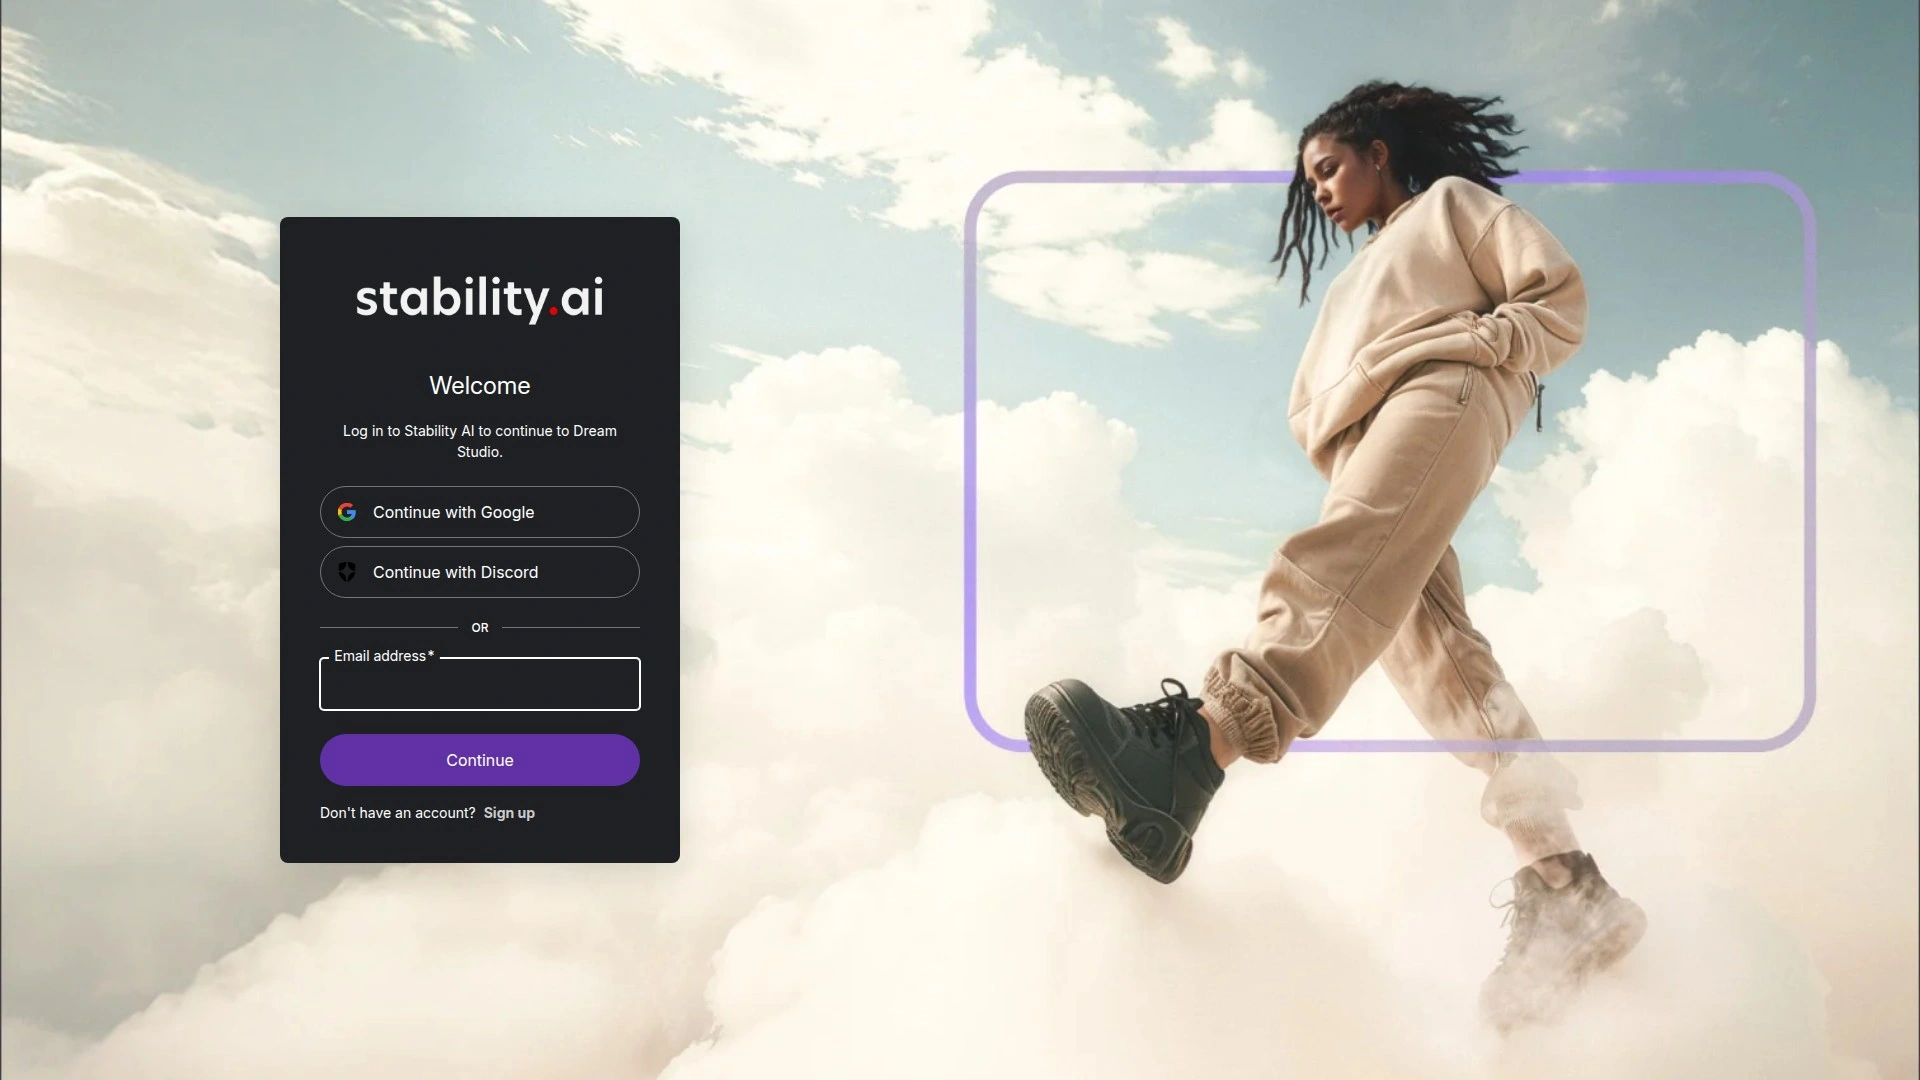 stability.ai
Welcome
Log in to Stability AI to continue to Dream
Studio.
Continue with Google
Continue with Discord
OR
Email address*
Continue
Don't have an account? Sign up